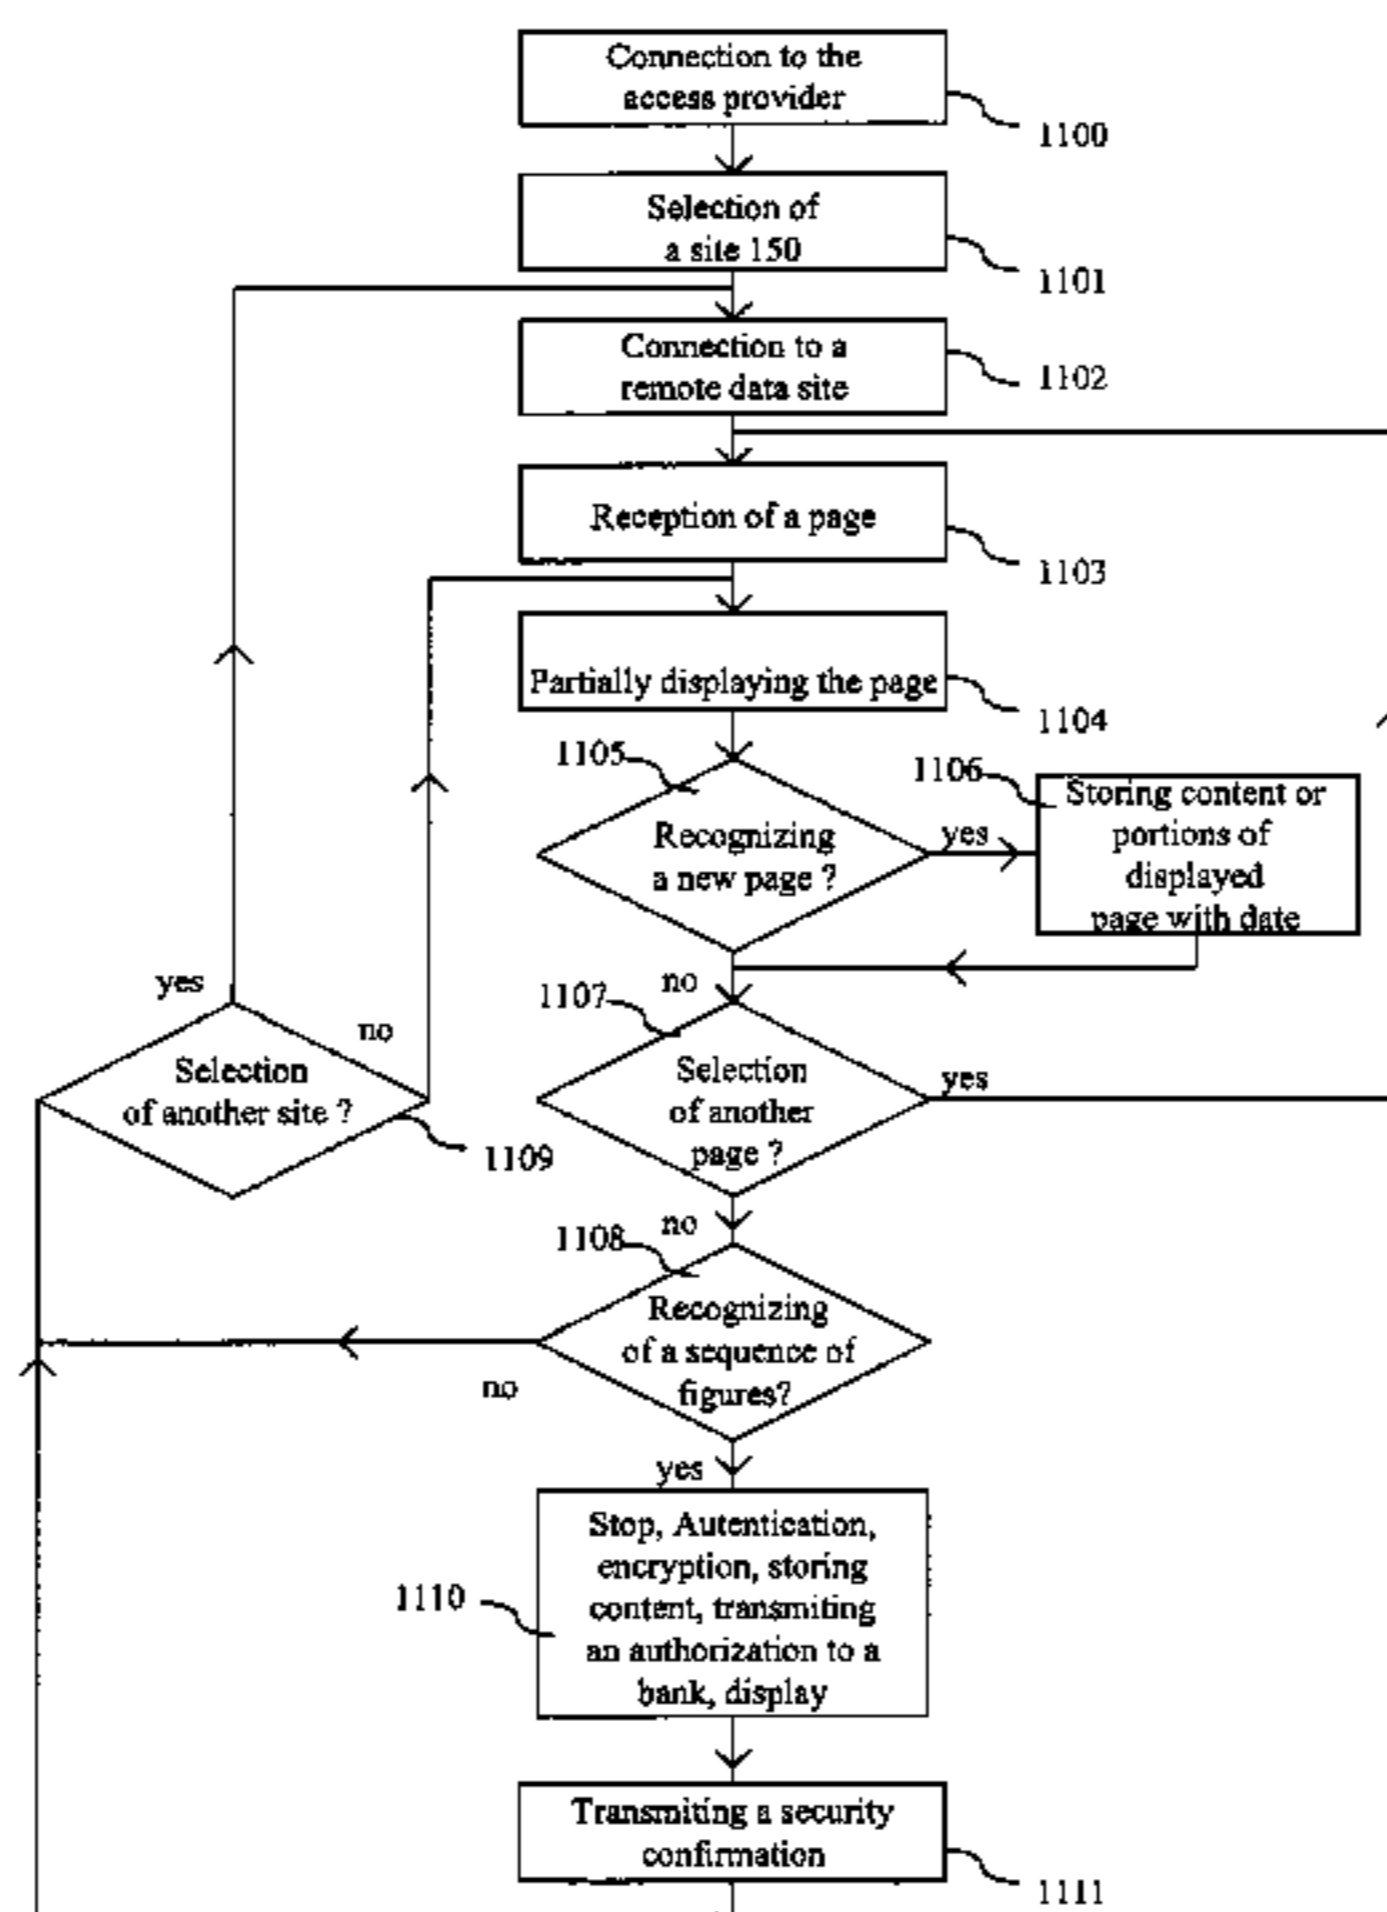 Connection to the
access provider
1100
Selection of
a site 150
1101
Connection to a
remote data site
1102
Reception of a page
1103
Partially displaying the page
1104
1105
Recognizing
a new page ?
yes
1106
Storing content or
portions of
displayed
page with date
no
1107
Selection
of another
page ?
yes
yes
no
Selection
of another site ?
1109
no
1108
Recognizing
of a sequence of
figures?
no
yes
Stop, Autentication,
encryption, storing
content, transmiting
an authorization to a
bank, display
1110
Transmiting a security
confirmation
1111